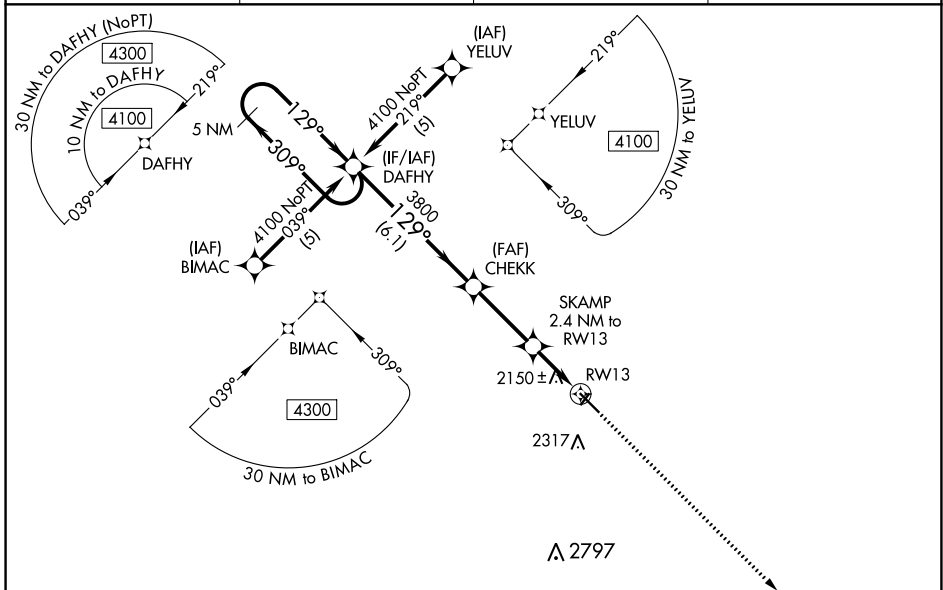 30 NM to DAFHY (NoPT)
4300
10 NM to DAFHY
4100
219°
039°
DAFHY
(IAF)
YELUV
4100 NoPT
219°
(5)
5 NM
129°
309°
(IF/IAF)
DAFHY
4100 NoPT
039°
(5)
(IAF)
BIMAC
3800
129°
(6.1)
(FAF)
CHEKK
SKAMP
2.4 NM to
RW13
2150 ±
RW13
2317
2797
219°
YELUV
4100
309°
30 NM to YELUV
BIMAC
039°
309°
4300
30 NM to BIMAC